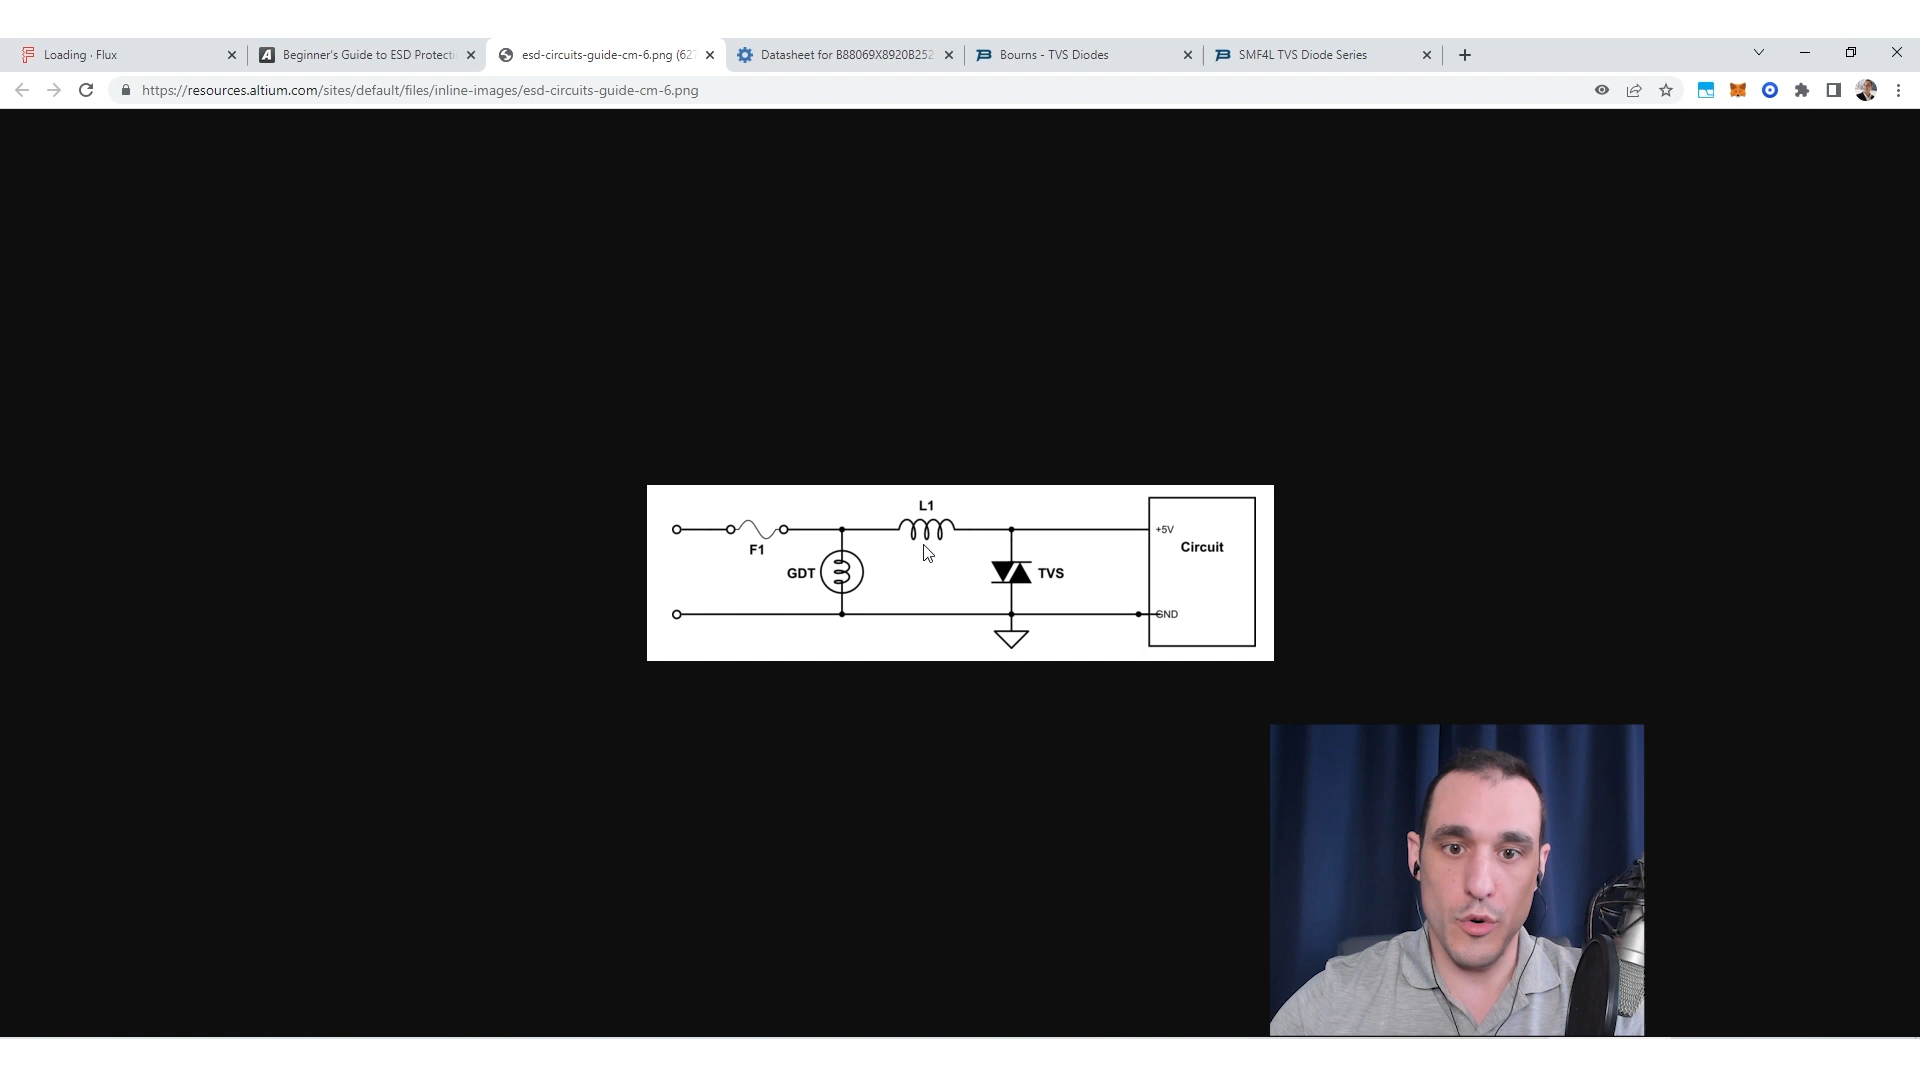 Loading · Flux
Beginner's Guide to ESD Protecti
esd-circuits-guide-cm-6.png (627
Datasheet for B88069X8920B252
Bourns - TVS Diodes
SMF4L TVS Diode Series
https://resources.altium.com/sites/default/files/inline-images/esd-circuits-guide-cm-6.png
L1
+5V
F1
Circuit
GDT
TVS
GND